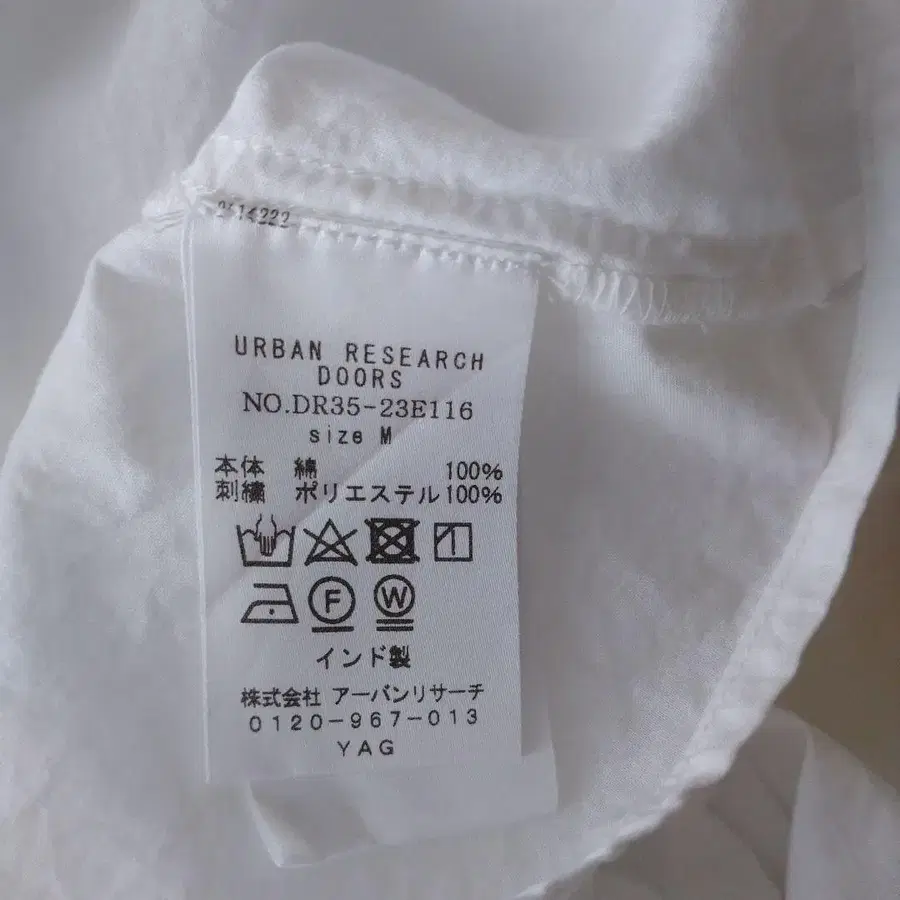 URBAN RESEARCH
DOORS
NO.DR35-23E116
size M
本体 綿 100%
刺繍 ポリエステル100%
F W
インド製
株式会社 アーバンリサーチ
0120-967-013
YAG